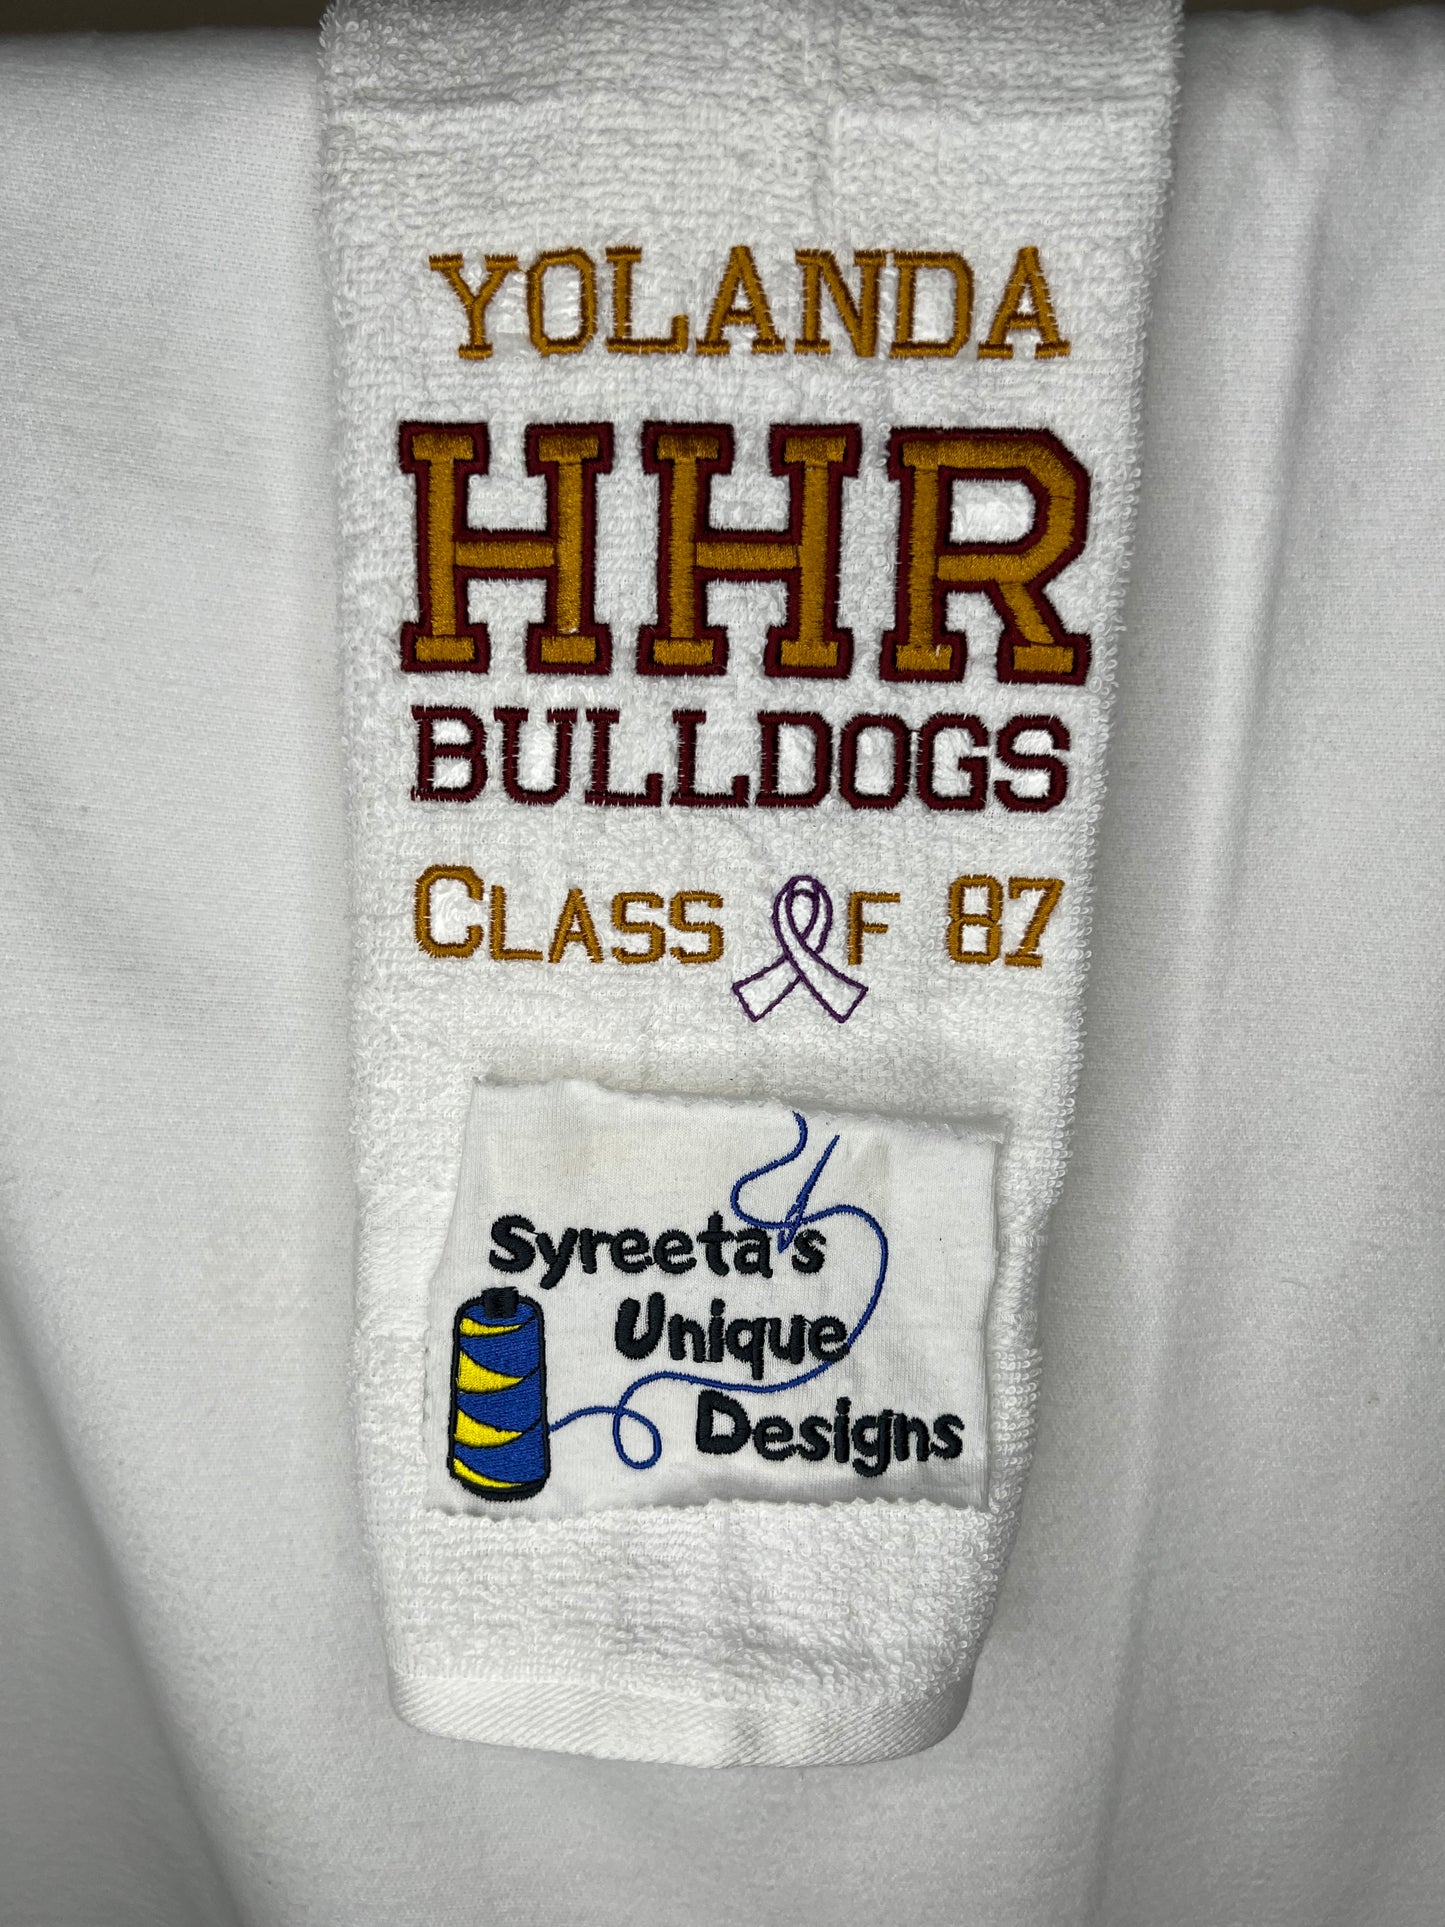 YOLANDA
HHR
BULLDOGS
CLASS OF 87
Syreeta's
Unique
Designs